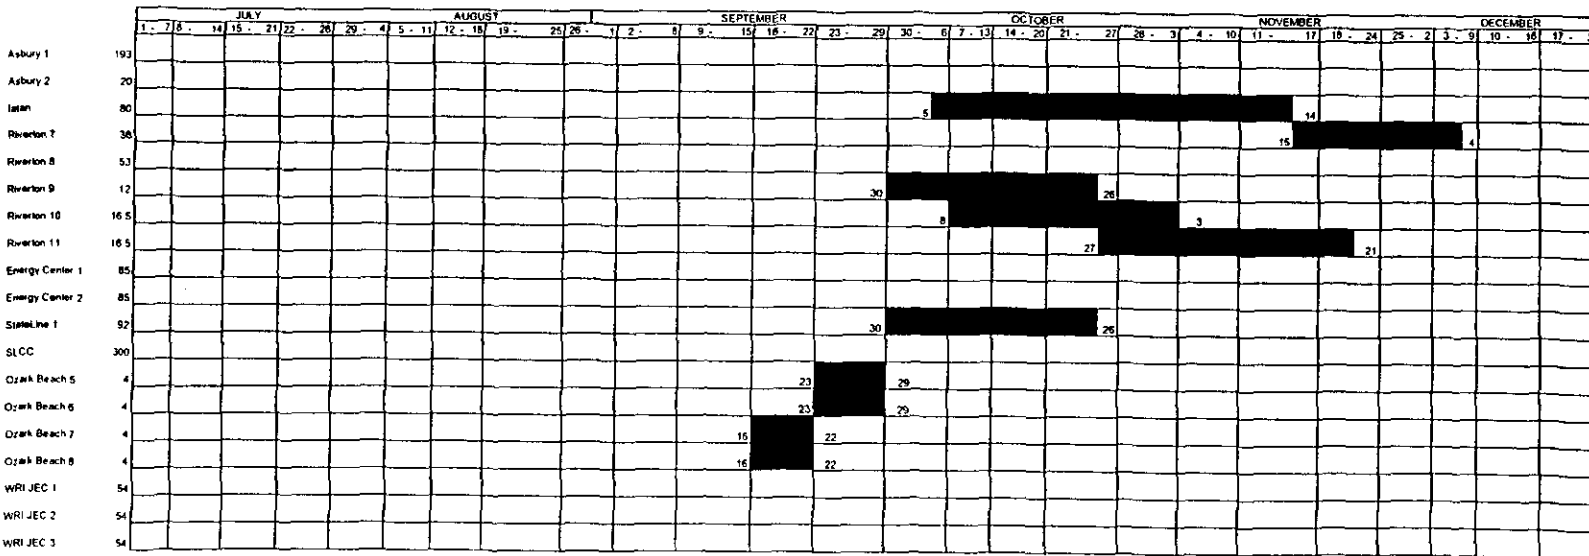 JULY AUGUST SEPTEMBER OCTOBER NOVEMBER DECEMBER
1 - 7 8 - 14 15 - 21 22 - 28 29 - 4 5 - 11 12 - 18 19 - 25 26 - 1 2 - 8 9 - 15 16 - 22 23 - 29 30 - 6 7 - 13 14 - 20 21 - 27 28 - 3 4 - 10 11 - 17 18 - 24 25 - 2 3 - 9 10 - 16 17 -
Asbury 1 193
Asbury 2 20
Iatan 80 5 14
Riverton 7 38 15 4
Riverton 8 53
Riverton 9 12 30 26
Riverton 10 16.5 8 3
Riverton 11 16.5 27 21
Energy Center 1 85
Energy Center 2 85
StateLine 1 92 30 26
SLCC 300
Ozark Beach 5 4 23 29
Ozark Beach 6 4 23 29
Ozark Beach 7 4 16 22
Ozark Beach 8 4 16 22
WRI JEC 1 54
WRI JEC 2 54
WRI JEC 3 54